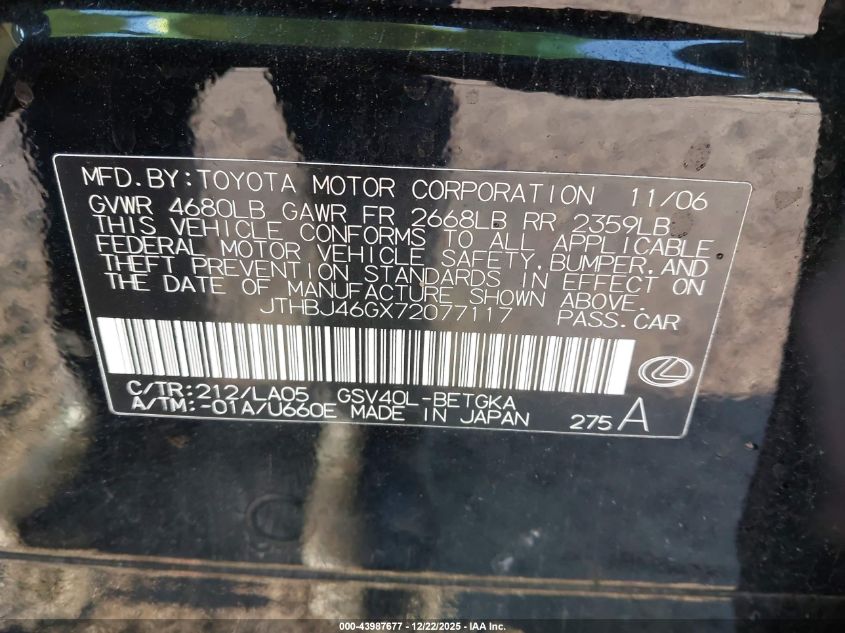 MFD.BY:TOYOTA MOTOR CORPORATION 11/06
GVWR 4680LB GAWR FR 2668LB RR 2359LB
THIS VEHICLE CONFORMS TO ALL APPLICABLE
FEDERAL MOTOR VEHICLE SAFETY,BUMPER,AND
THEFT PREVENTION STANDARDS IN EFFECT ON
THE DATE OF MANUFACTURE SHOWN ABOVE.
JTHBJ46GX72077117 PASS.CAR
C/TR:212/LA05 GSV40L-BETGKA
A/TM:-01A/U660E MADE IN JAPAN 275 A
000-43987677 - 12/22/2025 - IAA Inc.